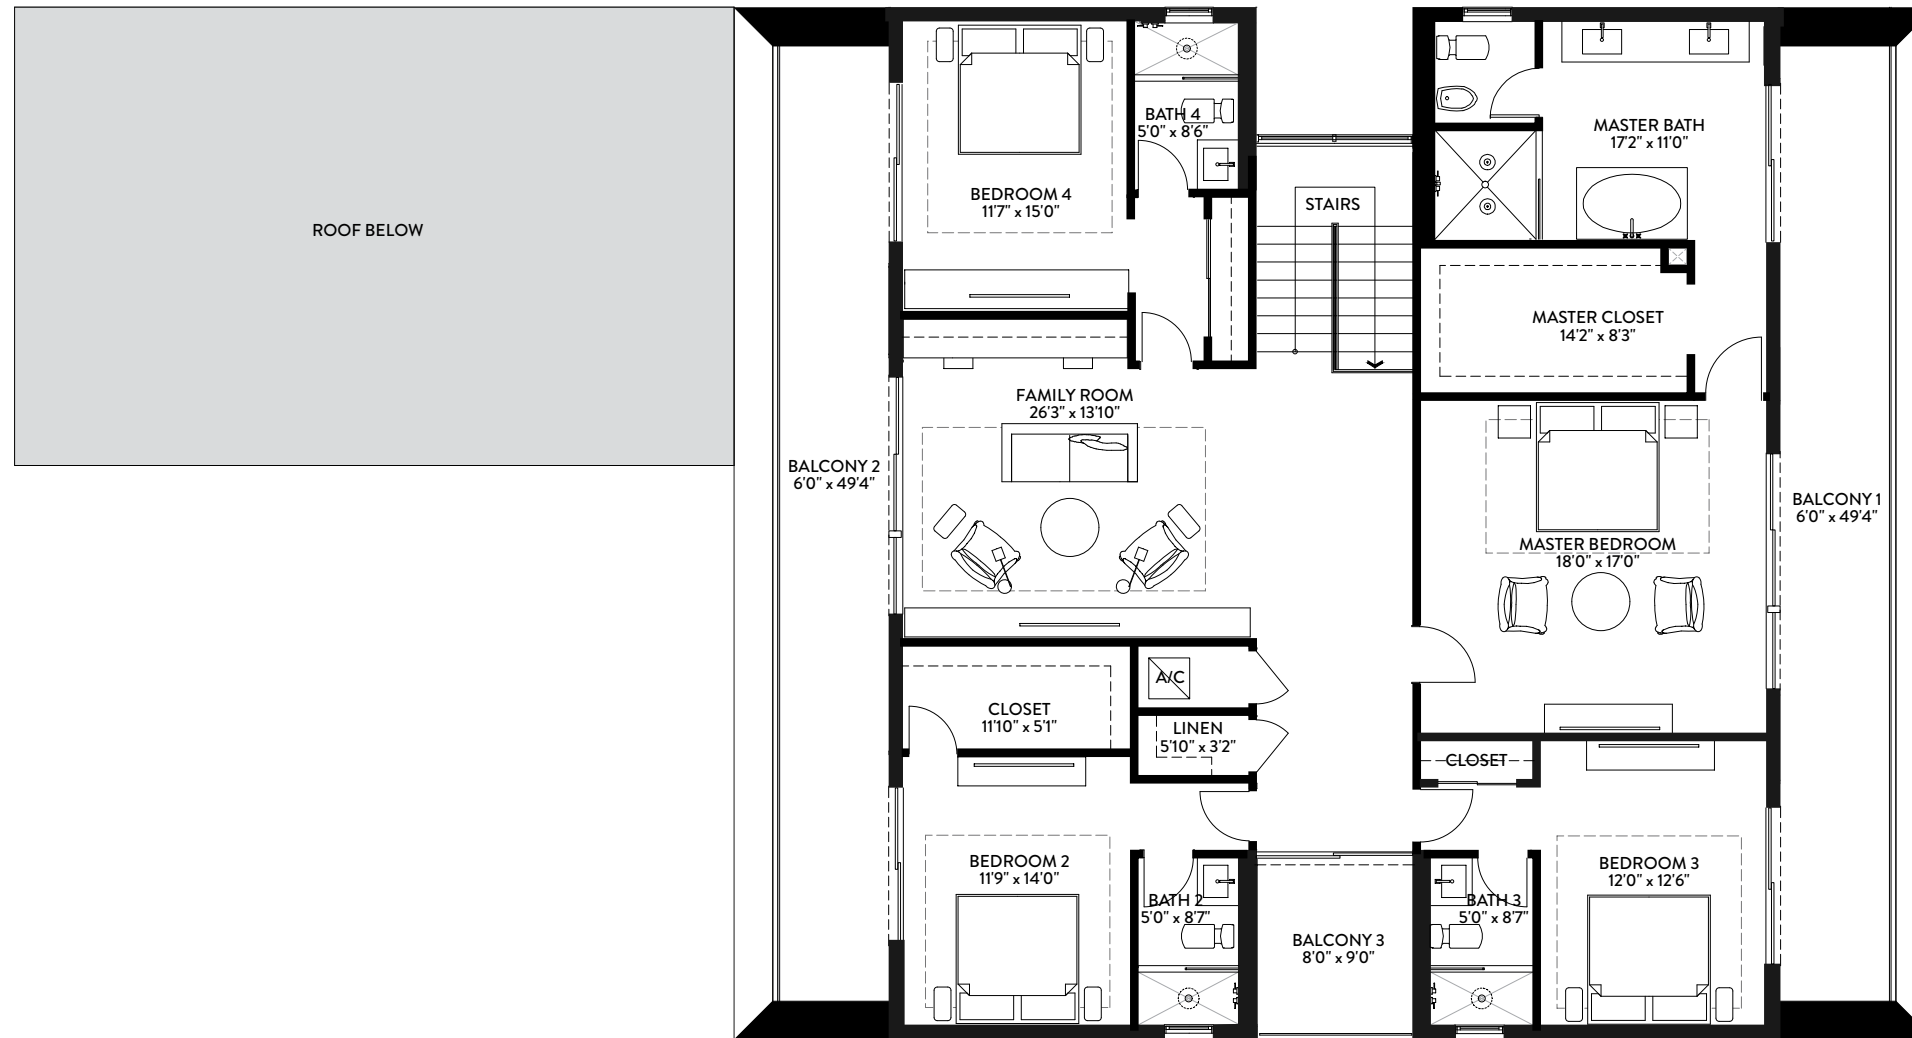 BATH 4
5'0" x 8'6"
MASTER BATH
17'2" x 11'0"
BEDROOM 4
11'7" x 15'0"
STAIRS
ROOF BELOW
MASTER CLOSET
14'2" x 8'3"
FAMILY ROOM
26'3" x 13'10"
BALCONY 2
6'0" x 49'4"
BALCONY 1
6'0" x 49'4"
MASTER BEDROOM
18'0" x 17'0"
A/C
CLOSET
11'10" x 5'1"
LINEN
5'10" x 3'2"
CLOSET
BEDROOM 2
11'9" x 14'0"
BEDROOM 3
12'0" x 12'6"
BATH 2
5'0" x 8'7"
BATH 3
5'0" x 8'7"
BALCONY 3
8'0" x 9'0"